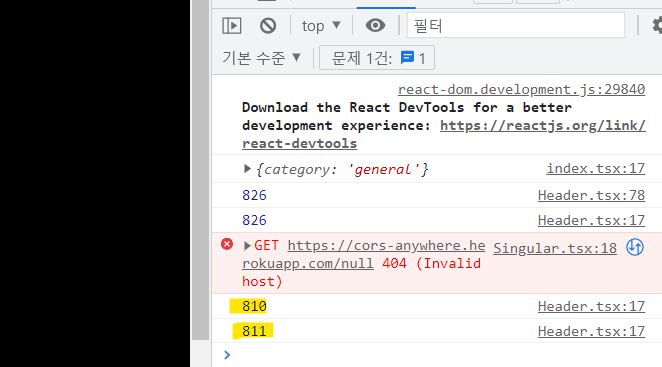 top ▼
필터
기본 수준 ▼
문제 1건: 1
react-dom.development.js:29840
Download the React DevTools for a better
development experience: https://reactjs.org/link/
react-devtools
▶{category: 'general'} index.tsx:17
826 Header.tsx:78
826 Header.tsx:17
▶GET https://cors-anywhere.he Singular.tsx:18
rokuapp.com/null 404 (Invalid
host)
810 Header.tsx:17
811 Header.tsx:17